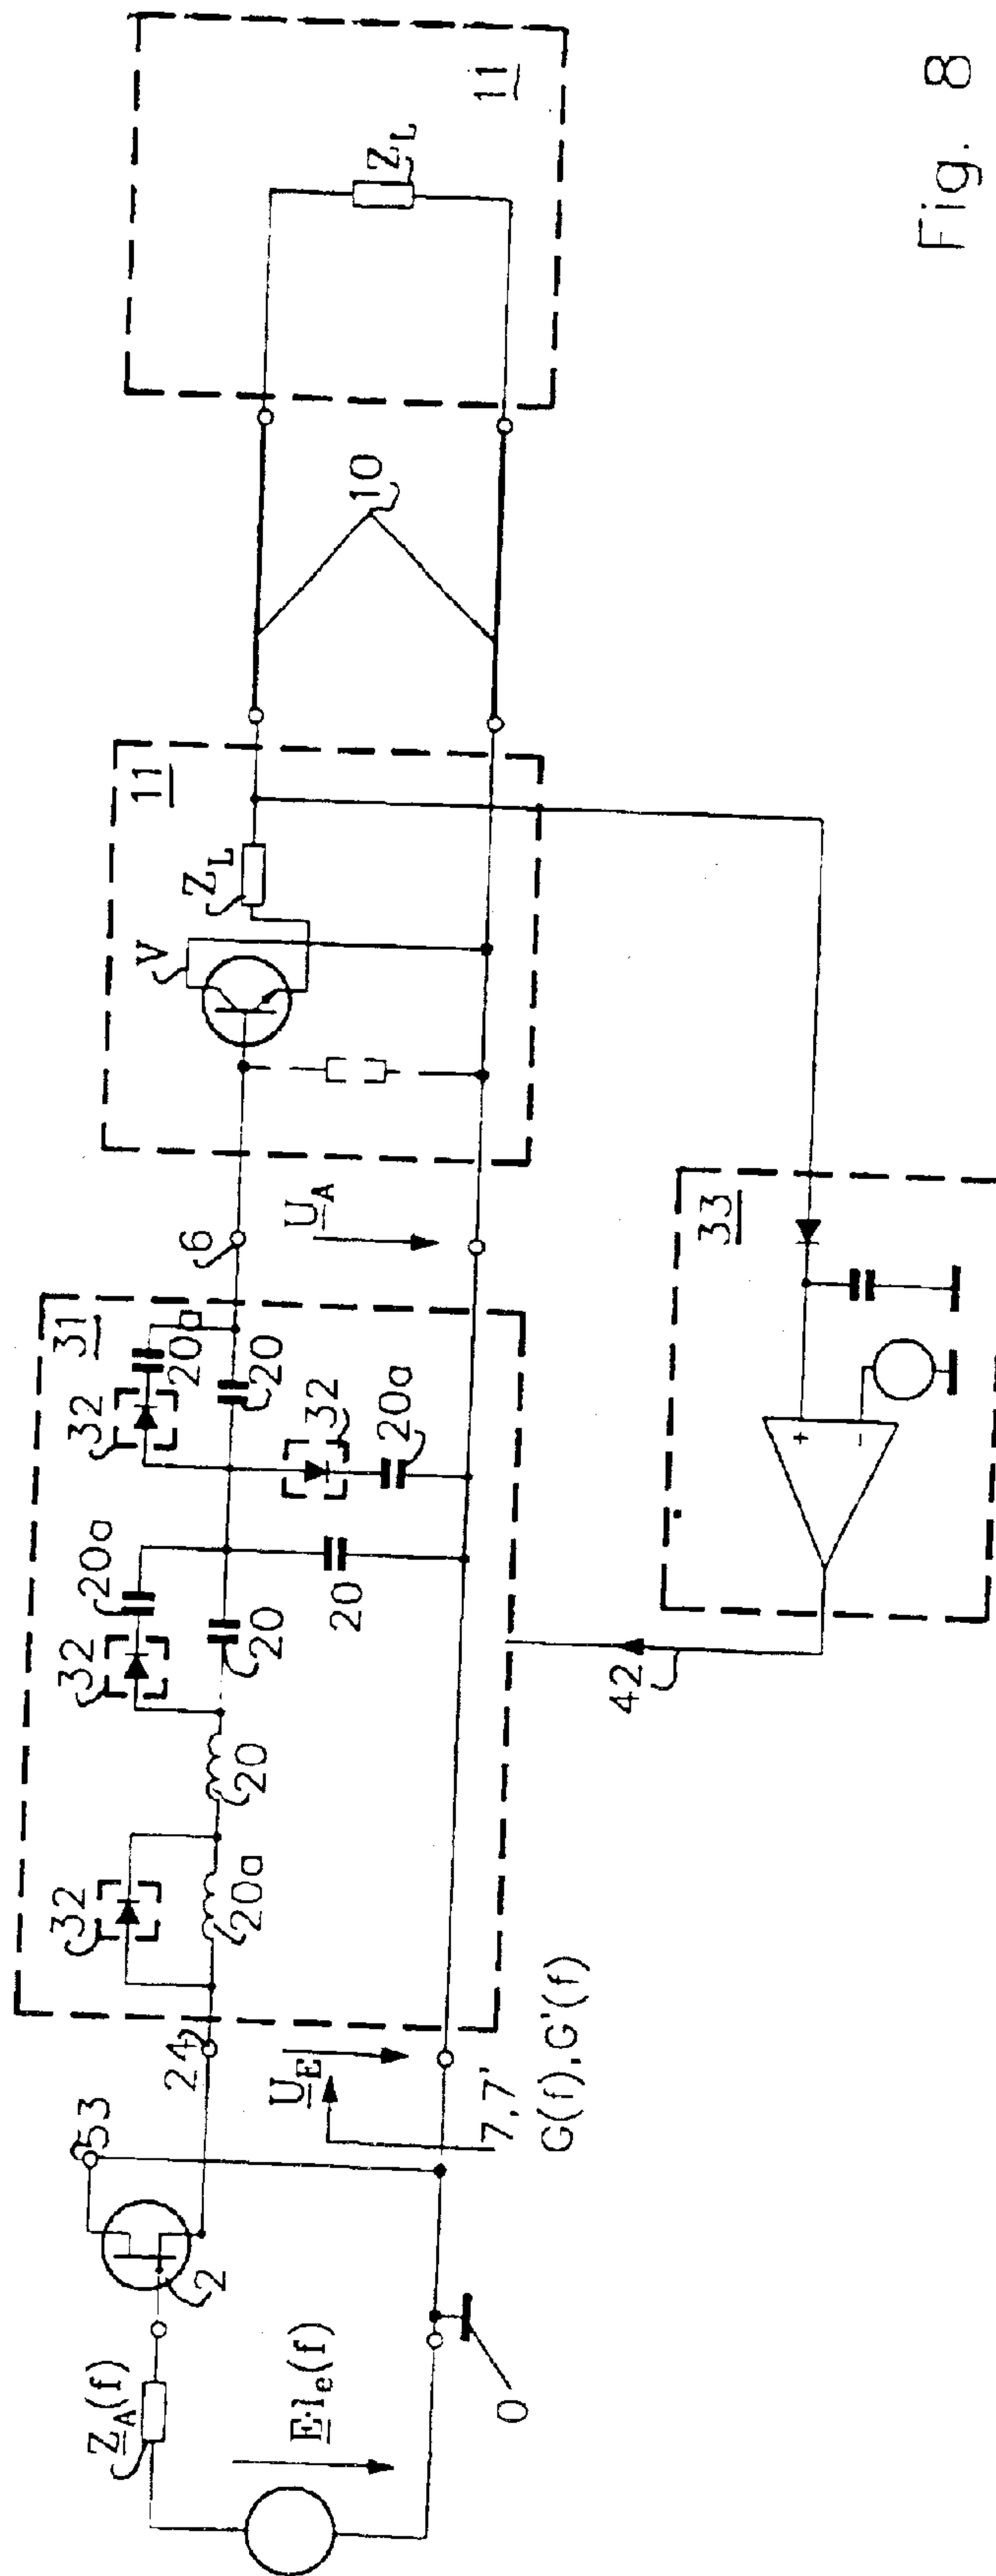 Z_A(f)
E·l_e(f)
0
2
53
24
U_E
7,7'
G(f),G'(f)
31
32
20a
20
32
20a
20
20
32
20a
32
20a
20
6
U_A
42
33
+
−
11
V
Z_L
10
11
Z_L
Fig. 8